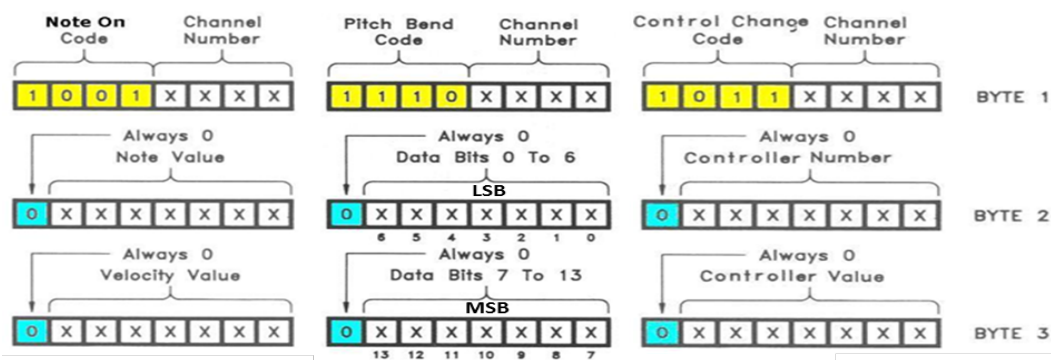 Note On Code
Channel Number
Pitch Bend Code
Channel Number
Control Change Code
Channel Number
1 0 0 1 X X X X
1 1 1 0 X X X X
1 0 1 1 X X X X
BYTE 1
Always 0
Note Value
Always 0
Data Bits 0 To 6
LSB
Always 0
Controller Number
0 X X X X X X X
0 X X X X X X X
6 5 4 3 2 1 0
0 X X X X X X X
BYTE 2
Always 0
Velocity Value
Always 0
Data Bits 7 To 13
MSB
Always 0
Controller Value
0 X X X X X X X
0 X X X X X X X
13 12 11 10 9 8 7
0 X X X X X X X
BYTE 3